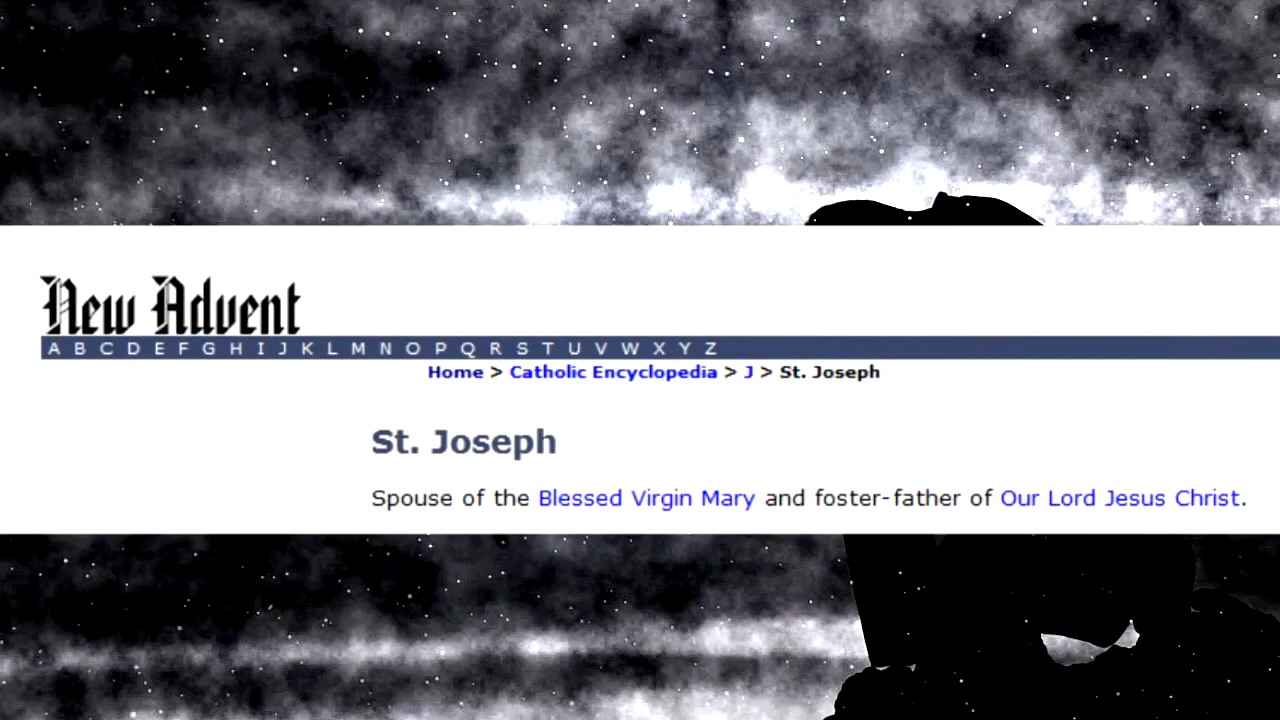 New Advent
A B C D E F G H I J K L M N O P Q R S T U V W X Y Z
Home > Catholic Encyclopedia > J > St. Joseph
St. Joseph
Spouse of the Blessed Virgin Mary and foster-father of Our Lord Jesus Christ.